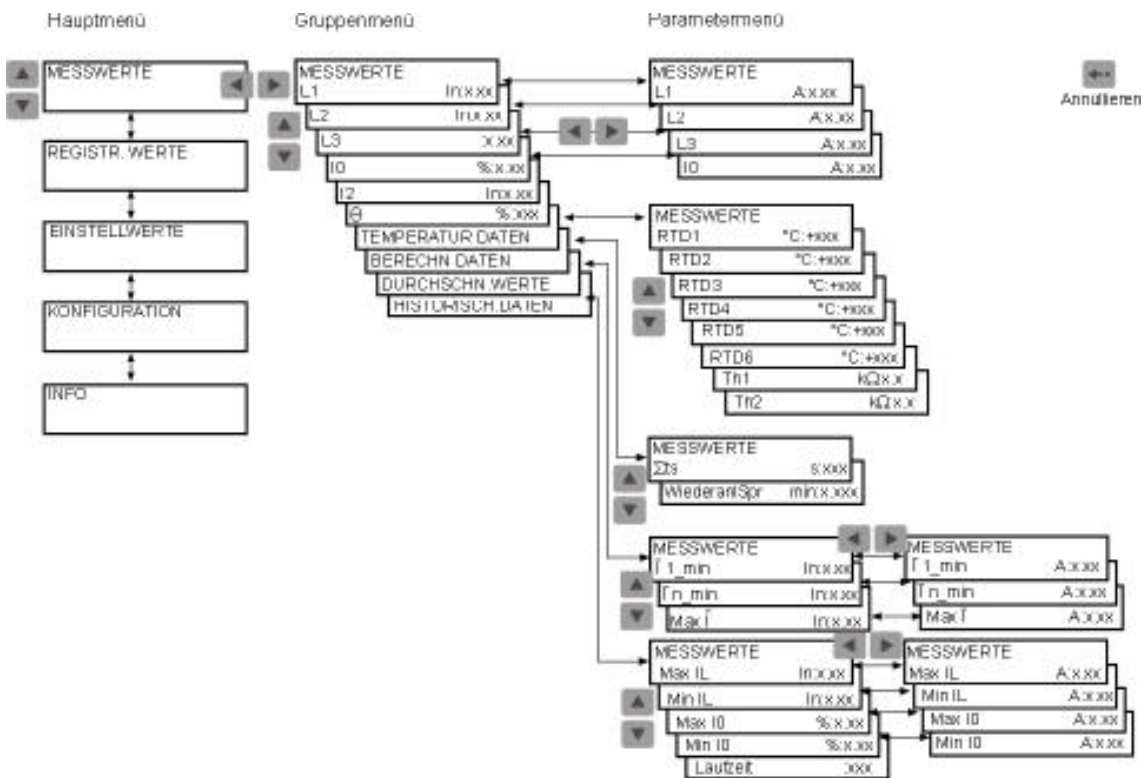 Hauptmenü
Gruppenmenü
Parametermenü
Annullieren
MESSWERTE
REGISTR. WERTE
EINSTELLWERTE
KONFIGURATION
INFO
MESSWERTE
L1 In:x.xx
L2 In:x.xx
L3 x.xx
I0 %:x.xx
I2 In:x.xx
Θ %:xxx
TEMPERATUR DATEN
BERECHN.DATEN
DURCHSCHN.WERTE
HISTORISCH.DATEN
MESSWERTE
L1 A:x.xx
L2 A:x.xx
L3 A:x.xx
I0 A:x.xx
MESSWERTE
RTD1 °C:+xxx
RTD2 °C:+xxx
RTD3 °C:+xxx
RTD4 °C:+xxx
RTD5 °C:+xxx
RTD6 °C:+xxx
Th1 kΩ:x.x
Th2 kΩ:x.x
MESSWERTE
Σts s:xxx
WiederantSpr min:x.xxx
MESSWERTE
Ī 1_min In:x.xx
Ī n_min In:x.xx
Max Ī In:x.xx
MESSWERTE
Ī 1_min A:x.xx
Ī n_min A:x.xx
Max Ī A:x.xx
MESSWERTE
Max IL In:x.xx
Min IL In:x.xx
Max I0 %:x.xx
Min I0 %:x.xx
Laufzeit :xxx
MESSWERTE
Max IL A:x.xx
Min IL A:x.xx
Max I0 A:x.xx
Min I0 A:x.xx